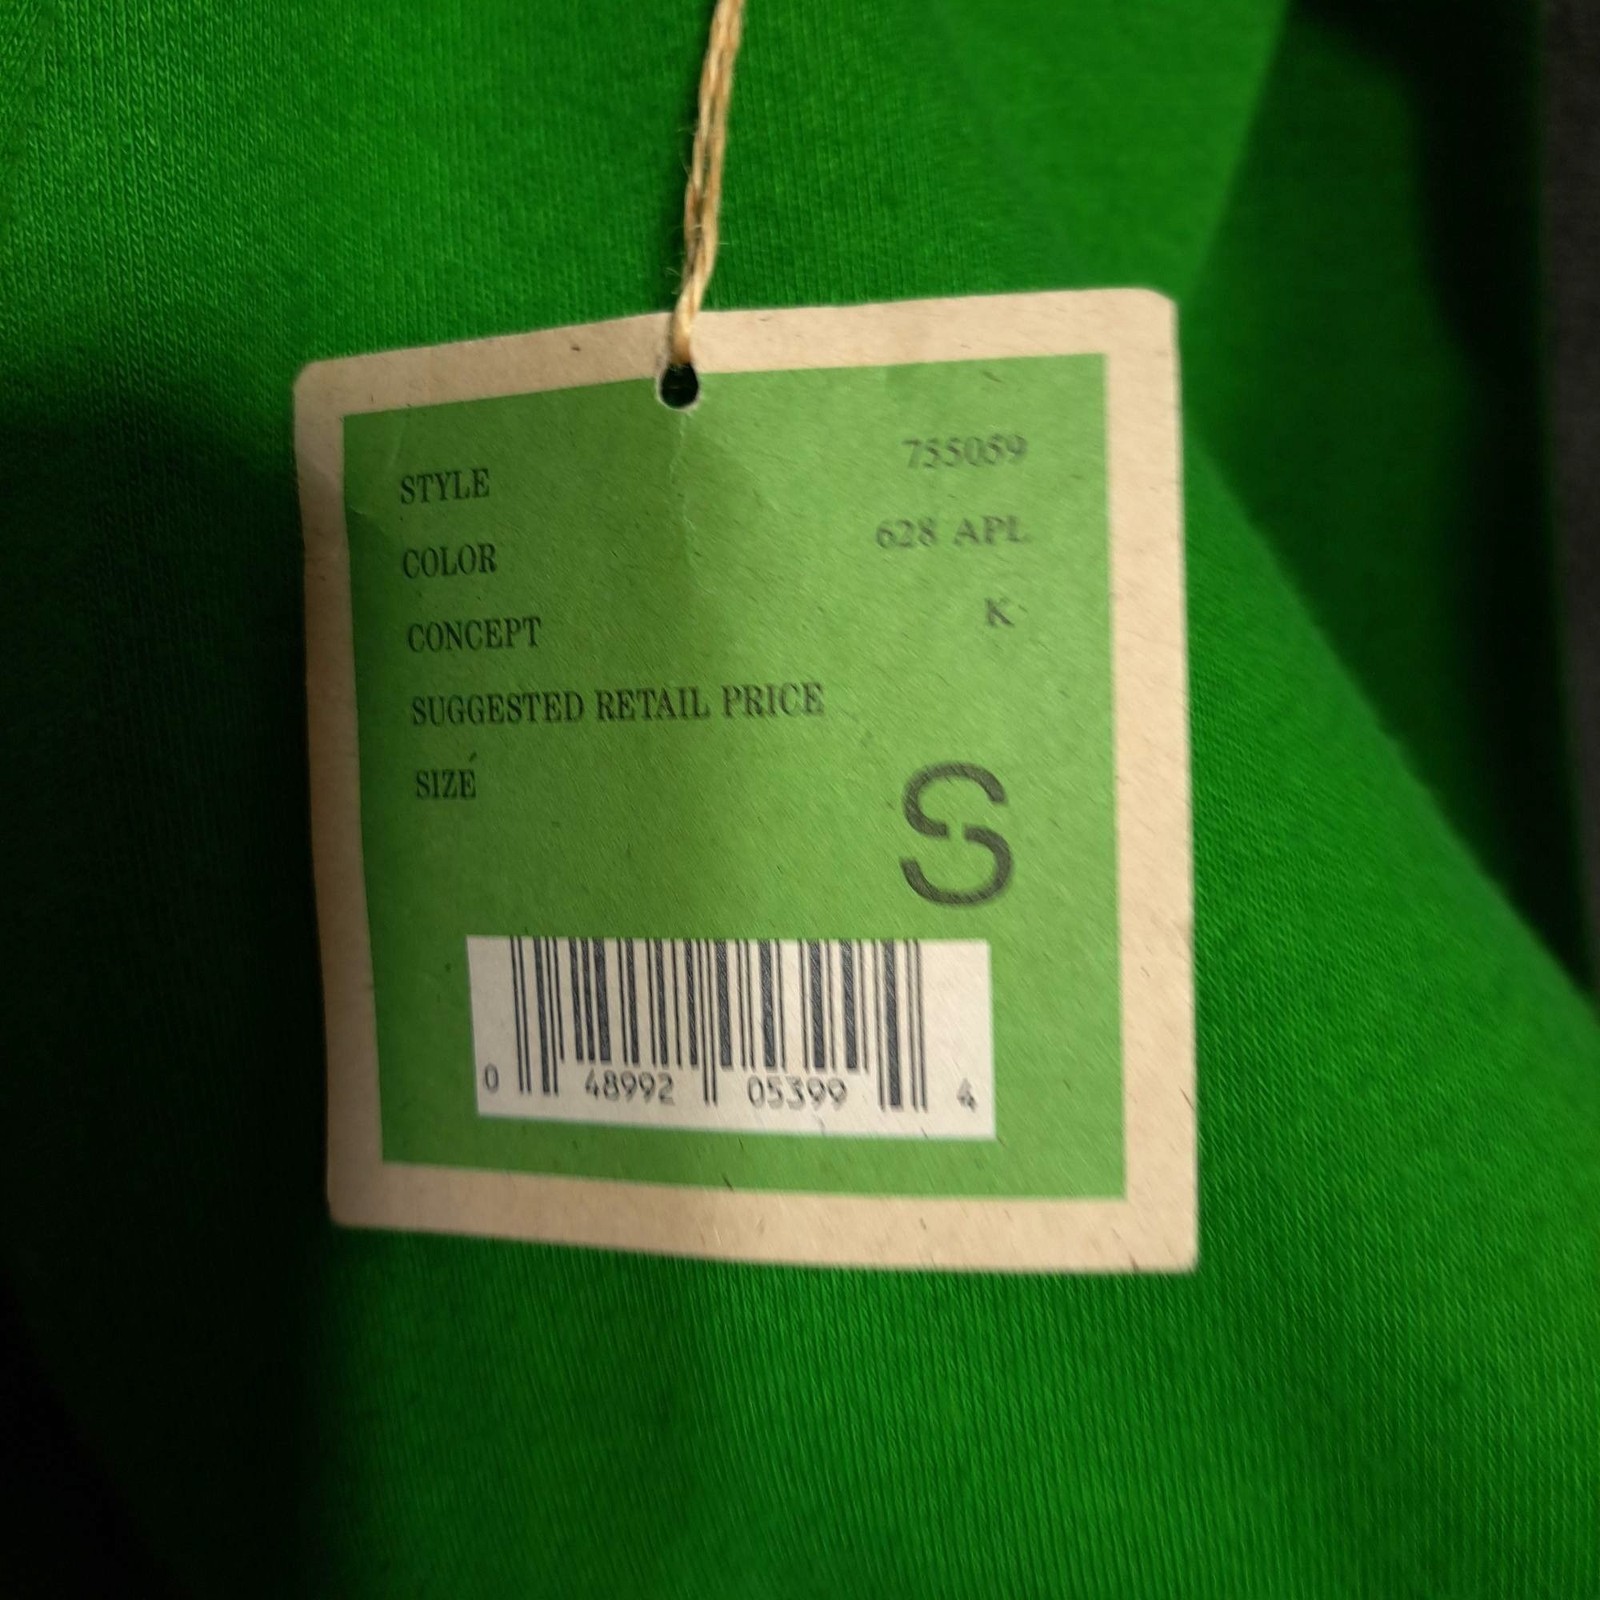 STYLE 755059
COLOR 628 APL
CONCEPT K
SUGGESTED RETAIL PRICE
SIZE S
0 48992 05399 4